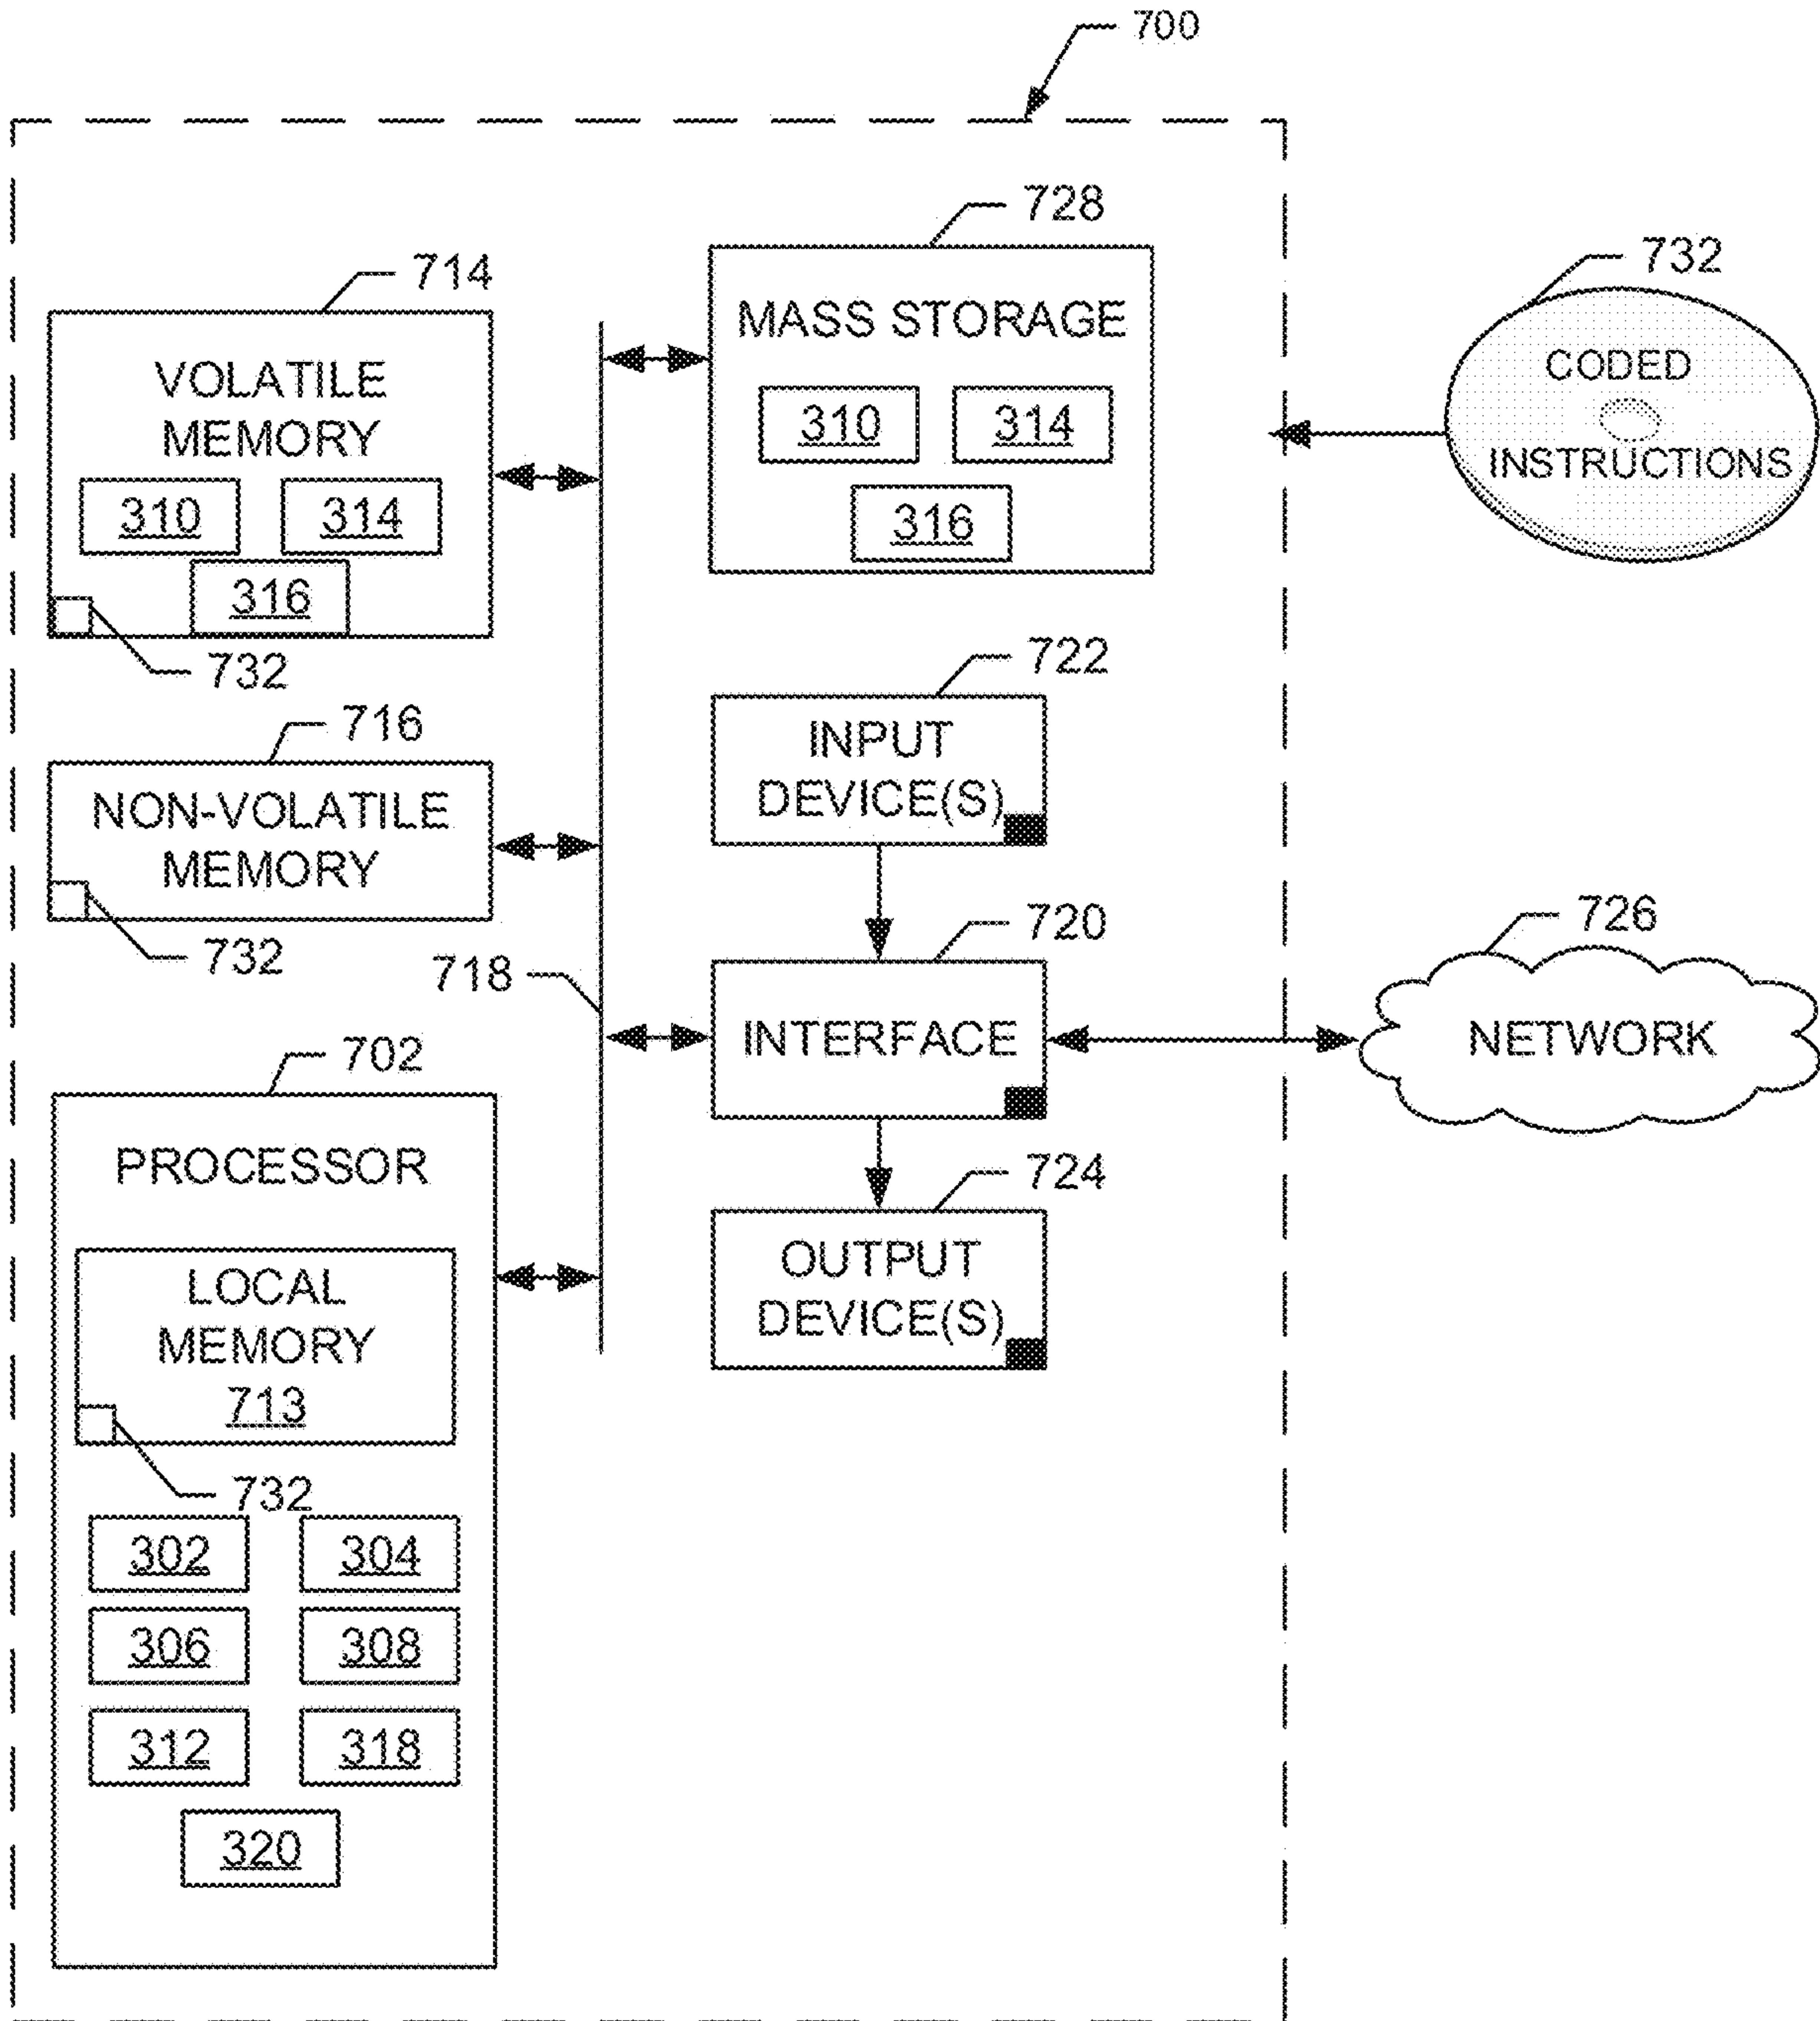 700
728
MASS STORAGE
310
314
316
714
VOLATILE
MEMORY
310
314
316
732
732
CODED
INSTRUCTIONS
722
INPUT
DEVICE(S)
716
NON-VOLATILE
MEMORY
732
718
720
INTERFACE
726
NETWORK
702
PROCESSOR
LOCAL
MEMORY
713
732
302
304
306
308
312
318
320
724
OUTPUT
DEVICE(S)